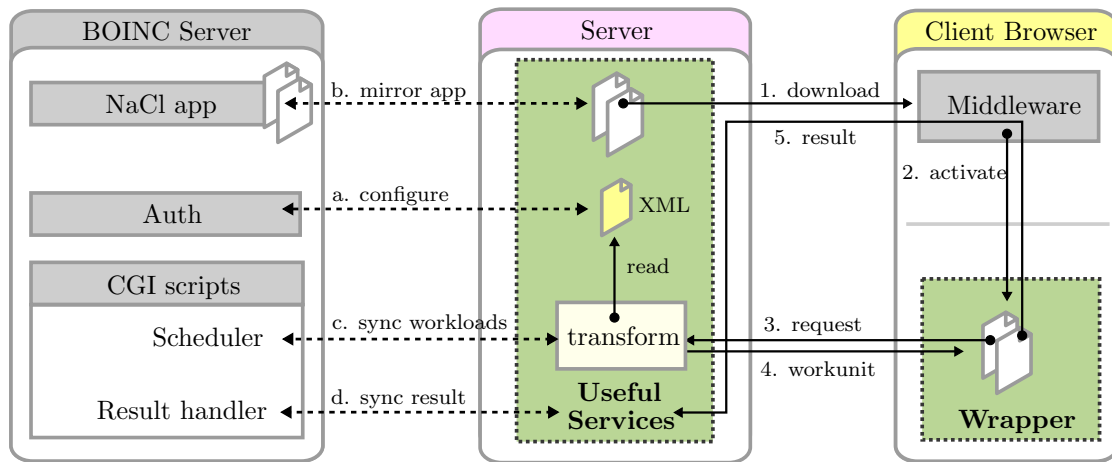 BOINC Server
Server
Client Browser
NaCl app
b. mirror app
1. download
Middleware
5. result
2. activate
Auth
a. configure
XML
read
CGI scripts
Scheduler
c. sync workloads
transform
3. request
4. workunit
Result handler
d. sync result
Useful
Services
Wrapper